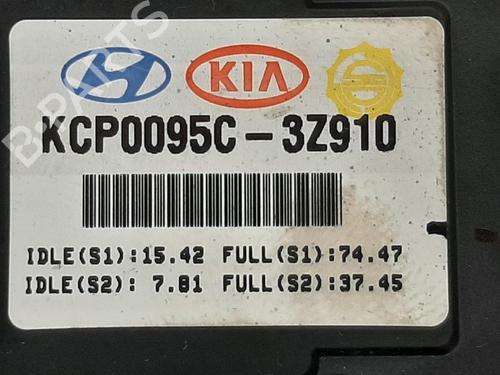 KIA
KCP0095C-3Z910
IDLE(S1):15.42 FULL(S1):74.47
IDLE(S2): 7.81 FULL(S2):37.45